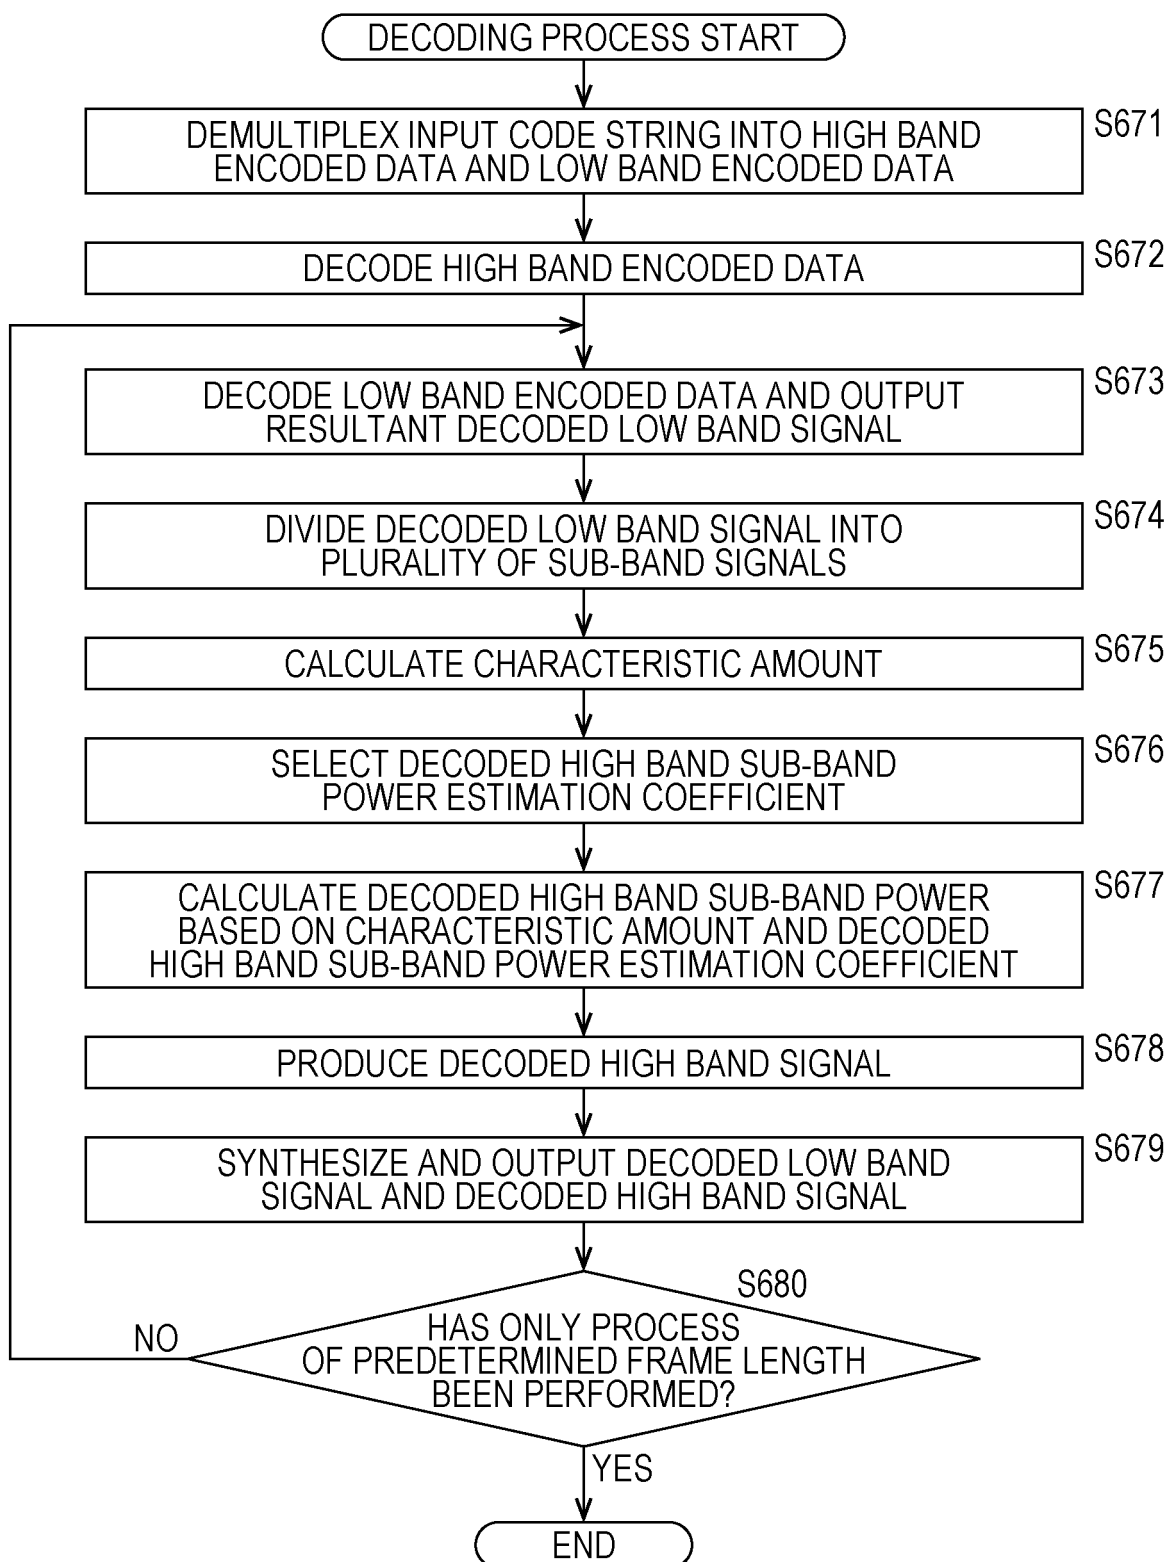 DECODING PROCESS START
DEMULTIPLEX INPUT CODE STRING INTO HIGH BAND
ENCODED DATA AND LOW BAND ENCODED DATA
S671
DECODE HIGH BAND ENCODED DATA
S672
DECODE LOW BAND ENCODED DATA AND OUTPUT
RESULTANT DECODED LOW BAND SIGNAL
S673
DIVIDE DECODED LOW BAND SIGNAL INTO
PLURALITY OF SUB-BAND SIGNALS
S674
CALCULATE CHARACTERISTIC AMOUNT
S675
SELECT DECODED HIGH BAND SUB-BAND
POWER ESTIMATION COEFFICIENT
S676
CALCULATE DECODED HIGH BAND SUB-BAND POWER
BASED ON CHARACTERISTIC AMOUNT AND DECODED
HIGH BAND SUB-BAND POWER ESTIMATION COEFFICIENT
S677
PRODUCE DECODED HIGH BAND SIGNAL
S678
SYNTHESIZE AND OUTPUT DECODED LOW BAND
SIGNAL AND DECODED HIGH BAND SIGNAL
S679
S680
HAS ONLY PROCESS
OF PREDETERMINED FRAME LENGTH
BEEN PERFORMED?
NO
YES
END